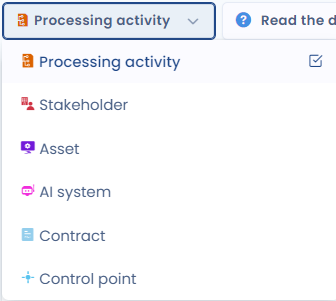 Processing activity
Read the d
Processing activity
Stakeholder
Asset
AI system
Contract
Control point